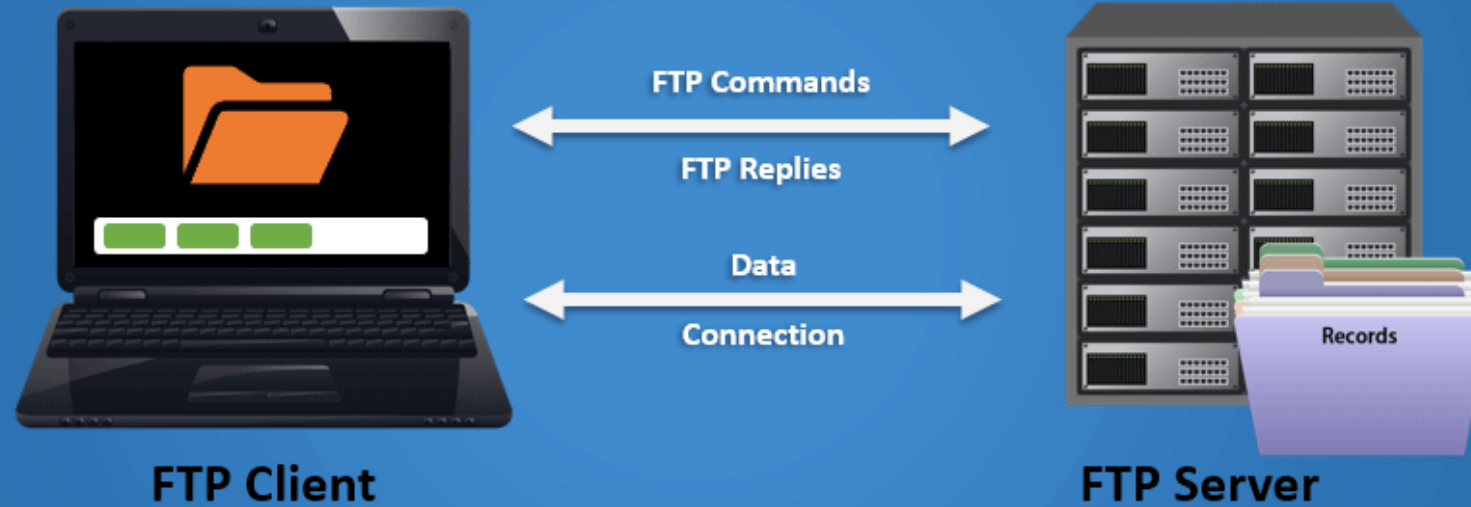 FTP Commands
FTP Replies
Data
Connection
Records
FTP Client
FTP Server